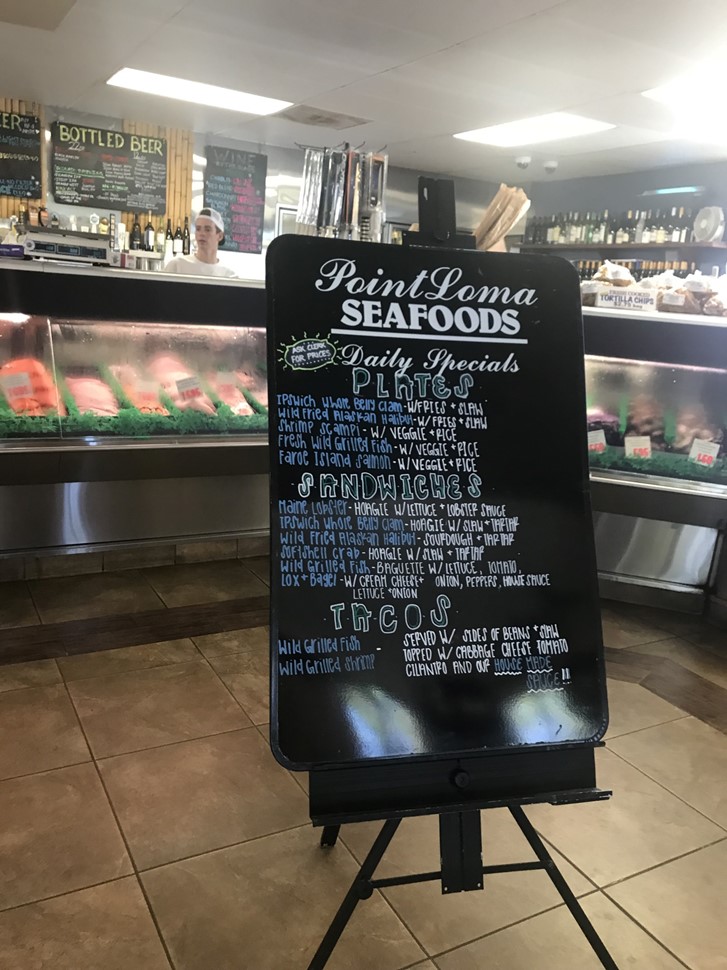 BOTTLED BEER
WINE
TORTILLA CHIPS
Point Loma
SEAFOODS
ASK CLERK
FOR PRICES
Daily Specials
PLATES
IPSWICH WHOLE BELLY CLAM - W/FRIES + SLAW
WILD FRIED ALASKAN HALIBUT - W/FRIES + SLAW
SHRIMP SCAMPI - W/ VEGGIE + RICE
FRESH WILD GRILLED FISH - W/ VEGGIE + RICE
FAROE ISLAND SALMON - W/ VEGGIE + RICE
SANDWICHES
MAINE LOBSTER - HOAGIE W/LETTUCE + LOBSTER SAUCE
IPSWICH WHOLE BELLY CLAM - HOAGIE W/ SLAW + TARTAR
WILD FRIED ALASKAN HALIBUT - SOURDOUGH + TARTAR
SOFTSHELL CRAB - HOAGIE W/ SLAW + TARTAR
WILD GRILLED FISH - BAGUETTE W/ LETTUCE, TOMATO,
LOX + BAGEL - W/ CREAM CHEESE + ONION, PEPPERS, HOUSE SAUCE
LETTUCE + ONION
TACOS
WILD GRILLED FISH
WILD GRILLED SHRIMP
SERVED W/ SIDES OF BEANS + SLAW
TOPPED W/ CABBAGE CHEESE TOMATO
CILANTRO AND OUR HOUSE MADE
SAUCE!!